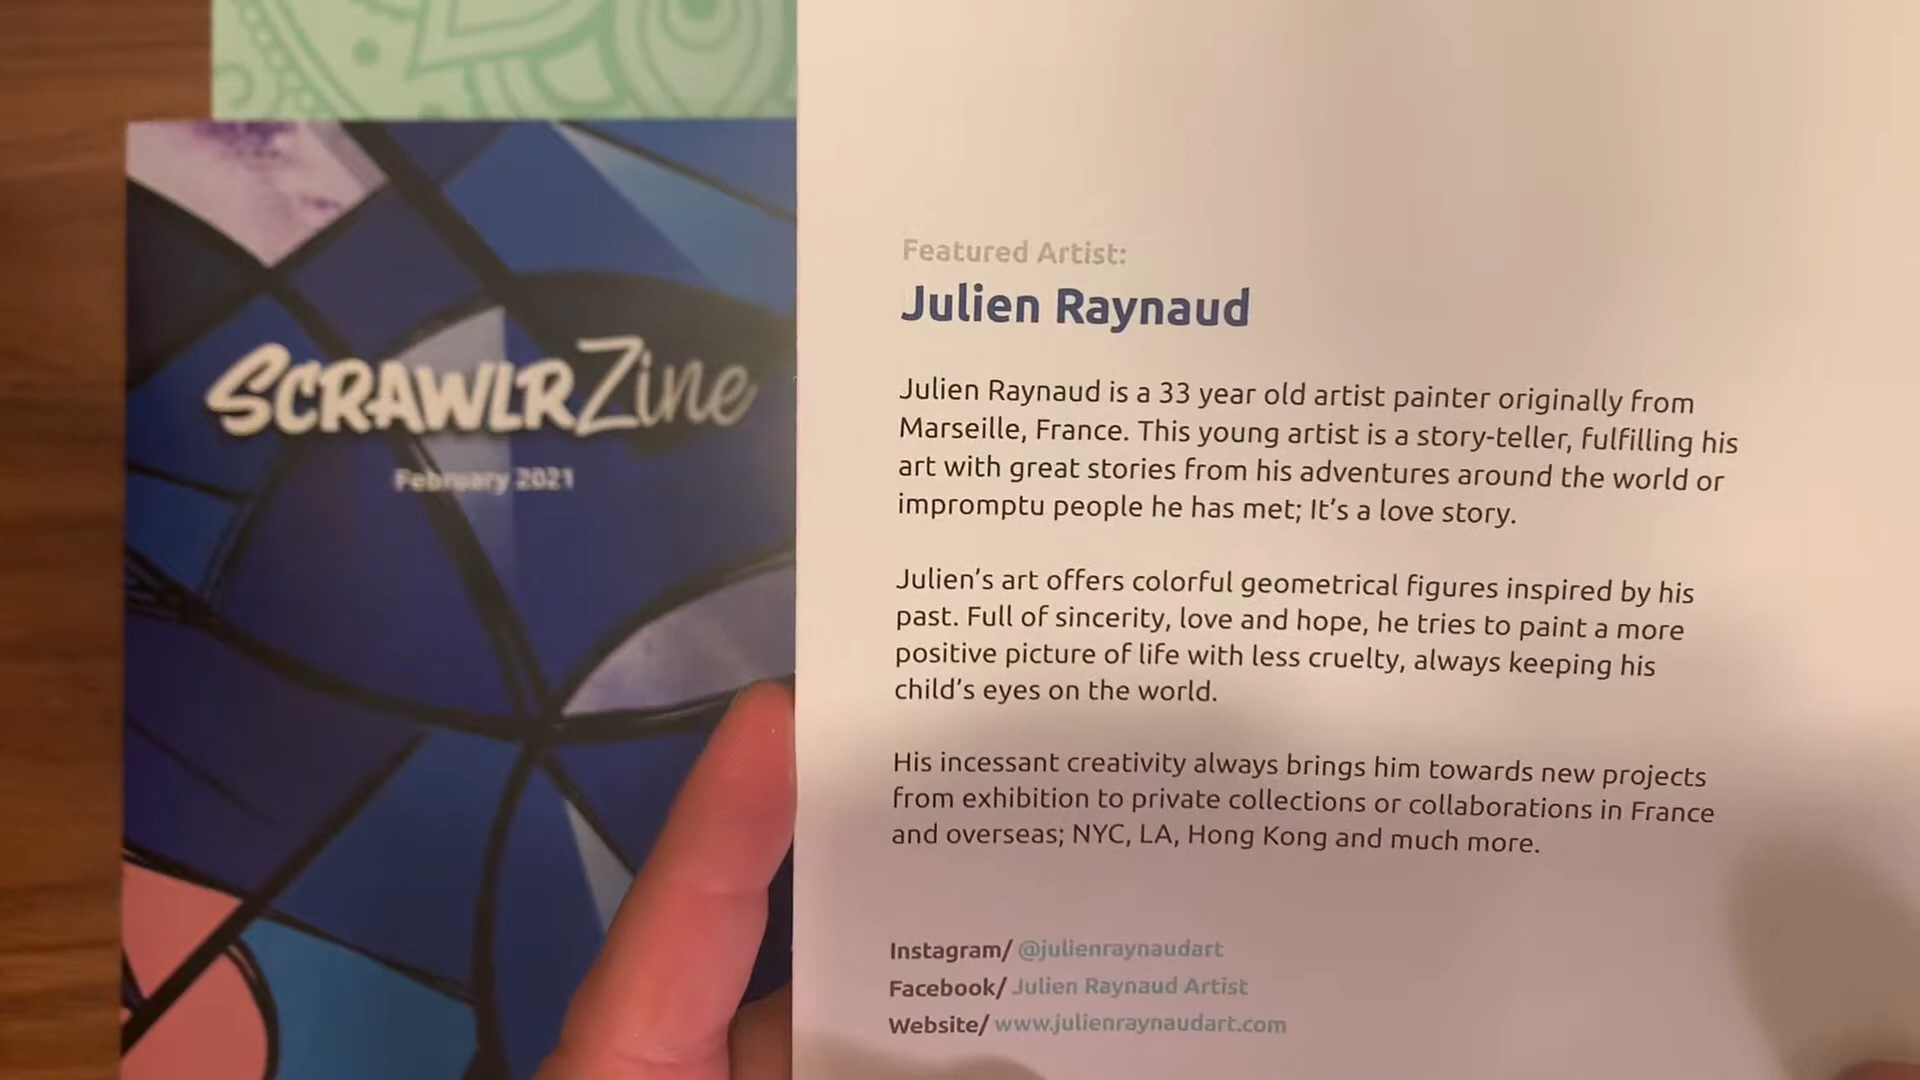 SCRAWLRZine
February 2021
Featured Artist:
Julien Raynaud
Julien Raynaud is a 33 year old artist painter originally from
Marseille, France. This young artist is a story-teller, fulfilling his
art with great stories from his adventures around the world or
impromptu people he has met; It’s a love story.
Julien’s art offers colorful geometrical figures inspired by his
past. Full of sincerity, love and hope, he tries to paint a more
positive picture of life with less cruelty, always keeping his
child’s eyes on the world.
His incessant creativity always brings him towards new projects
from exhibition to private collections or collaborations in France
and overseas; NYC, LA, Hong Kong and much more.
Instagram/ @julienraynaudart
Facebook/ Julien Raynaud Artist
Website/ www.julienraynaudart.com